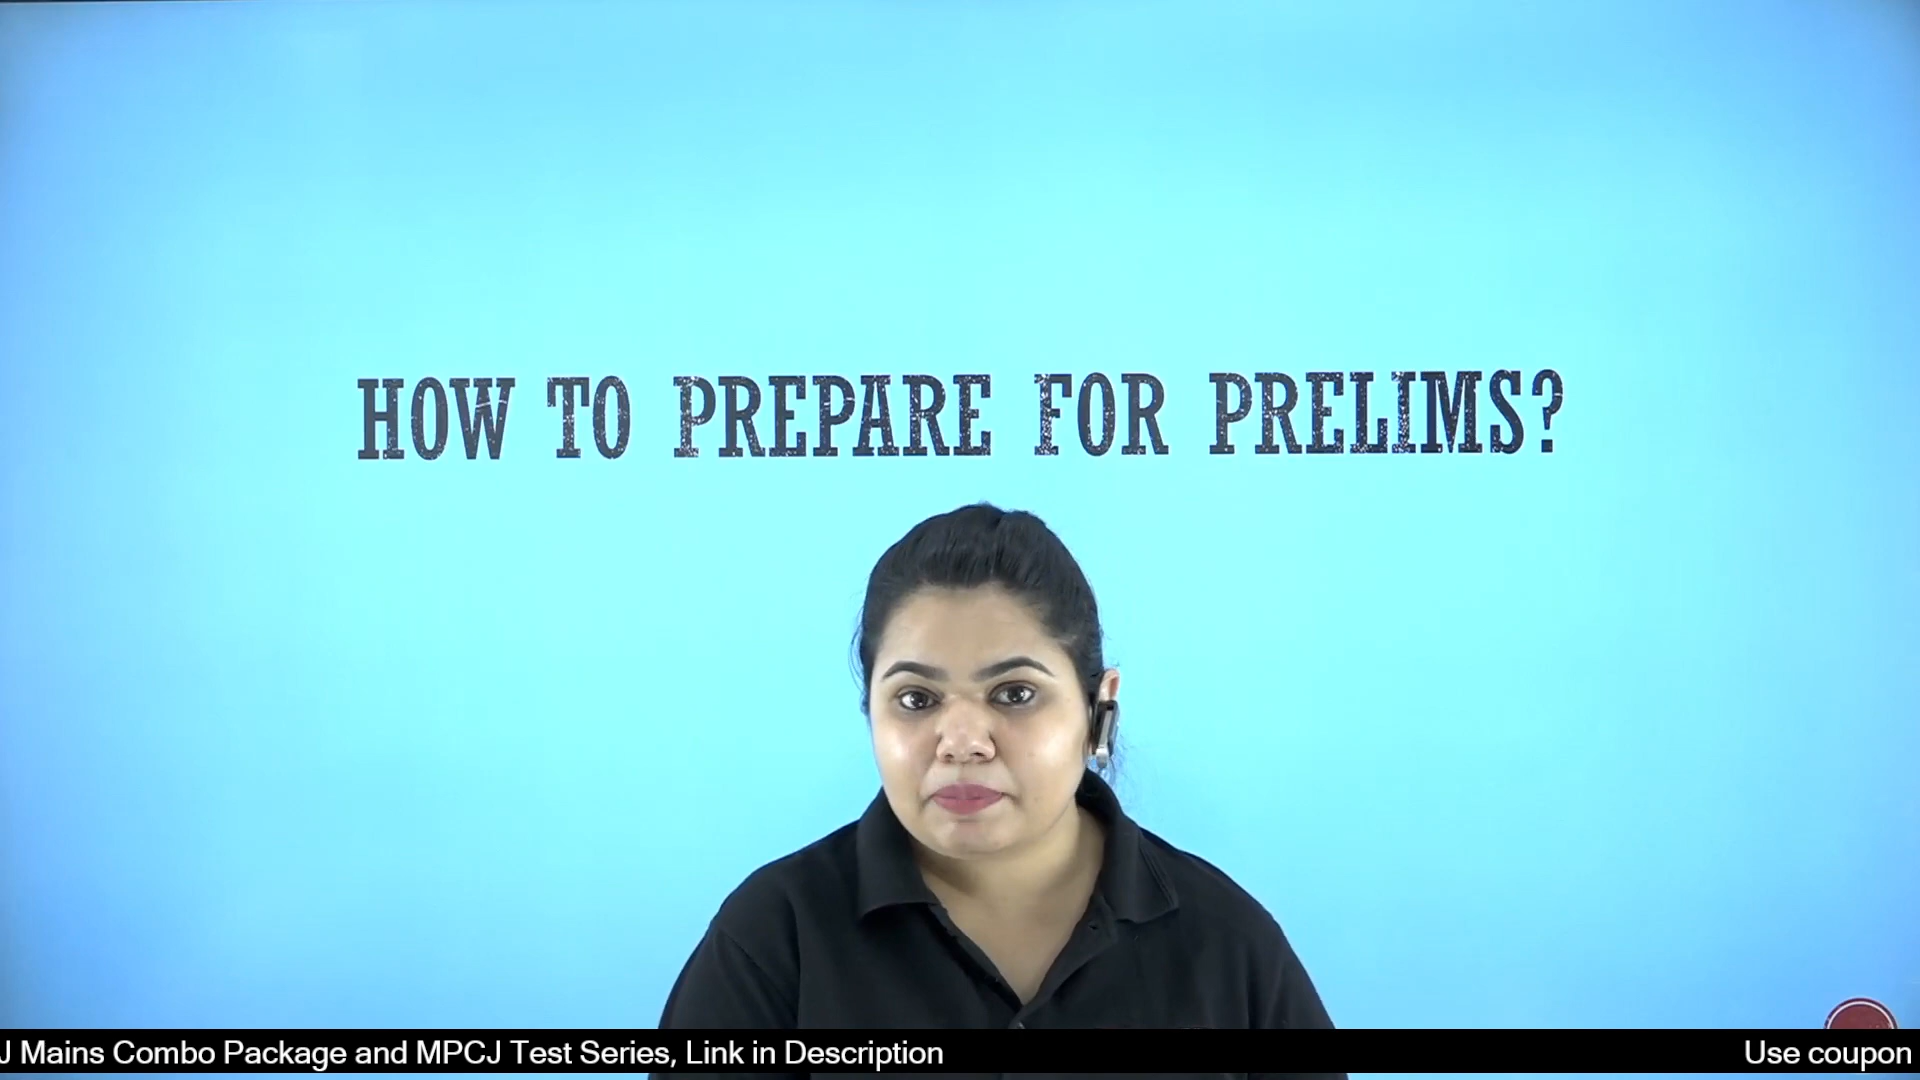 HOW TO PREPARE FOR PRELIMS?
J Mains Combo Package and MPCJ Test Series, Link in Description
Use coupon